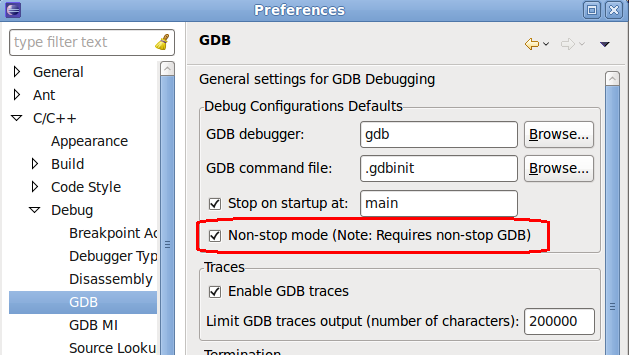 Preferences
type filter text
General
Ant
C/C++
Appearance
Build
Code Style
Debug
Breakpoint Ac
Debugger Typ
Disassembly
GDB
GDB MI
Source Looku
GDB
General settings for GDB Debugging
Debug Configurations Defaults
GDB debugger: gdb Browse...
GDB command file: .gdbinit Browse...
Stop on startup at: main
Non-stop mode (Note: Requires non-stop GDB)
Traces
Enable GDB traces
Limit GDB traces output (number of characters): 200000